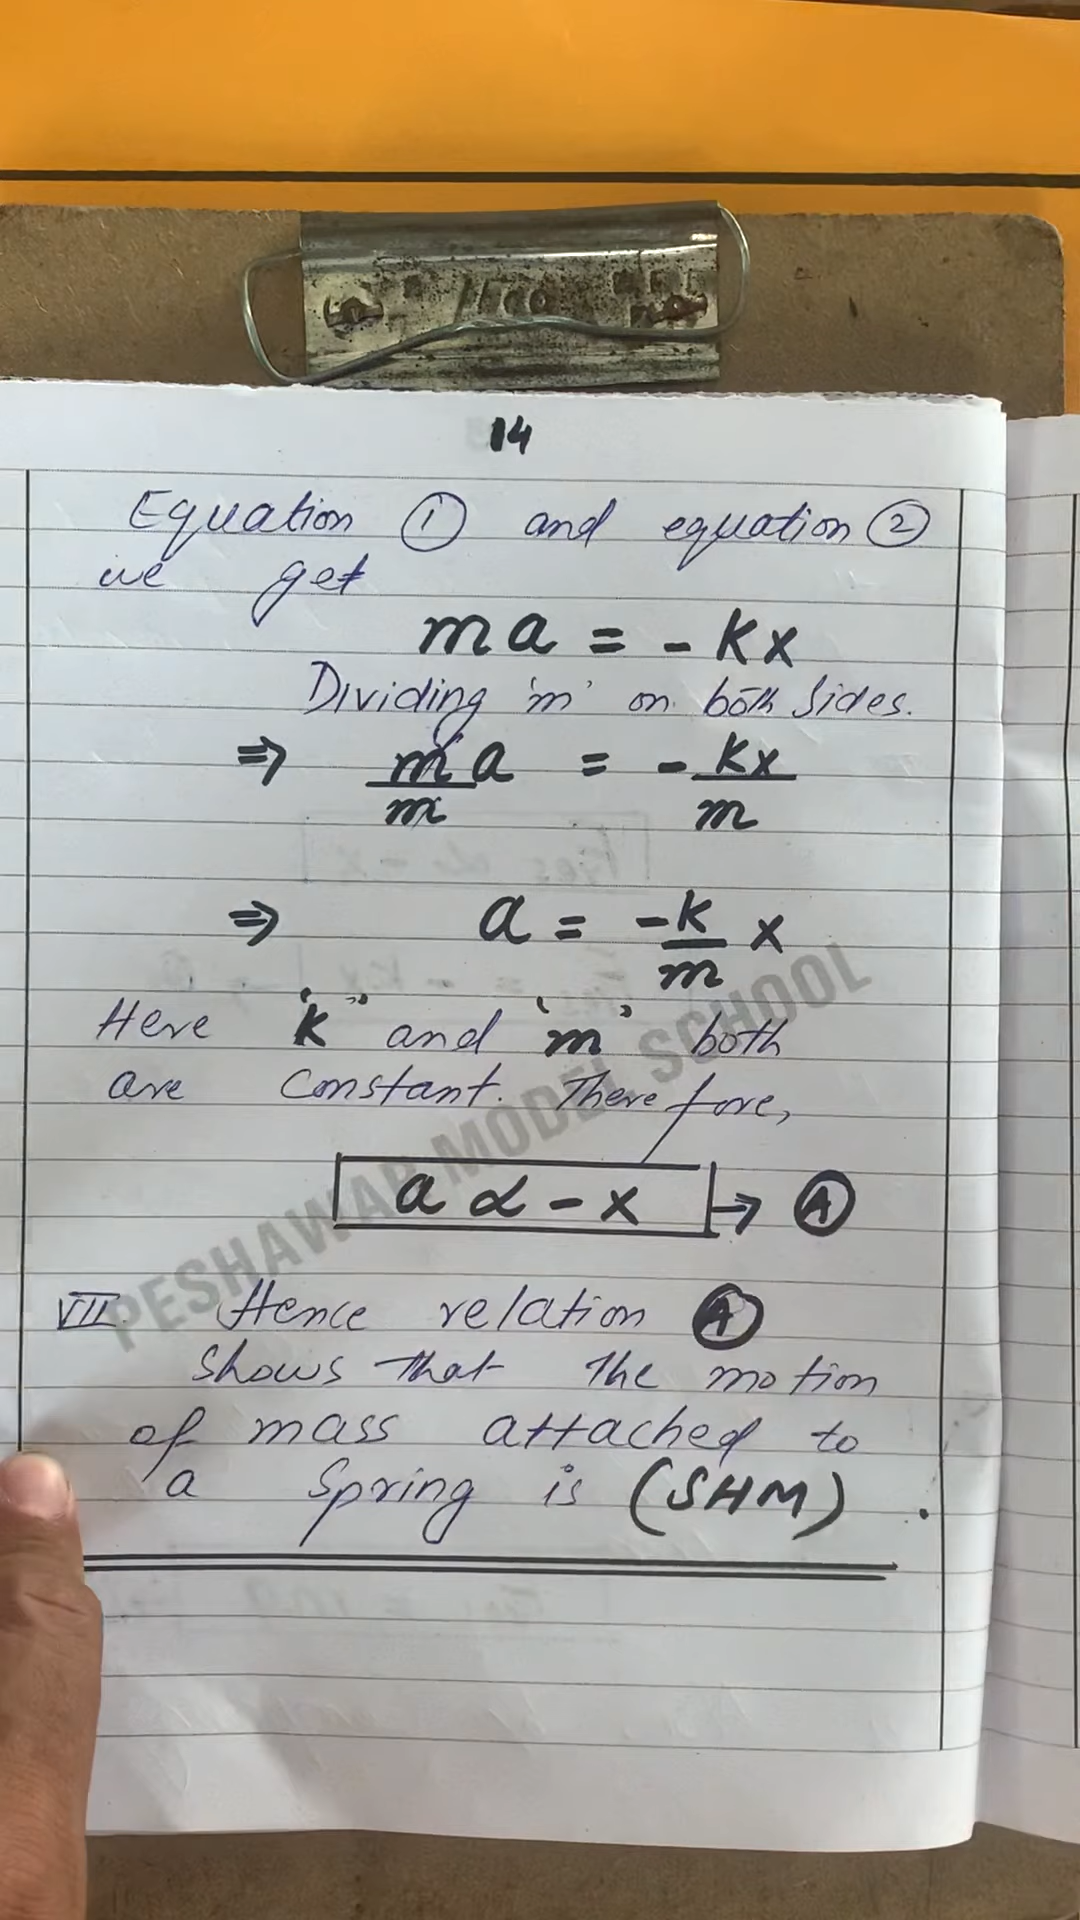 14
Equation ① and equation ②
we get
ma = - kx
Dividing 'm' on both sides.
⇒ ma/m = - kx/m
⇒ a = -k/m x
Here 'k" and 'm' both
are constant. Therefore,
a ∝ - x → Ⓐ
VII. Hence relation Ⓐ
shows that the motion
of mass attached to
a spring is (SHM).
PESHAWAR MODEL SCHOOL